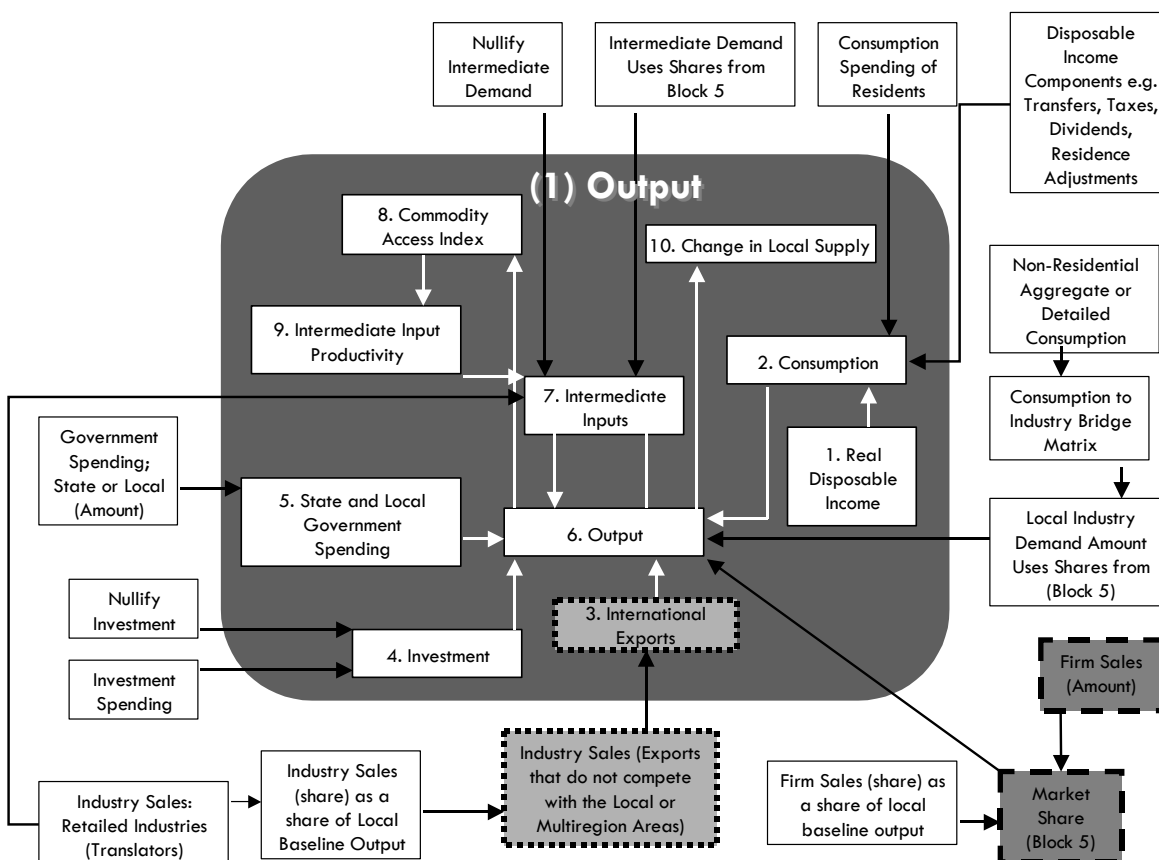 Nullify
Intermediate
Demand
Intermediate Demand
Uses Shares from
Block 5
Consumption
Spending of
Residents
Disposable
Income
Components e.g.
Transfers, Taxes,
Dividends,
Residence
Adjustments
(1) Output
8. Commodity
Access Index
10. Change in Local Supply
9. Intermediate Input
Productivity
2. Consumption
Non-Residential
Aggregate or
Detailed
Consumption
7. Intermediate
Inputs
Consumption to
Industry Bridge
Matrix
Government
Spending;
State or Local
(Amount)
1. Real
Disposable
Income
5. State and Local
Government
Spending
6. Output
Local Industry
Demand Amount
Uses Shares from
(Block 5)
Nullify
Investment
3. International
Exports
4. Investment
Investment
Spending
Firm Sales
(Amount)
Industry Sales:
Retailed Industries
(Translators)
Industry Sales
(share) as a
share of Local
Baseline Output
Industry Sales (Exports
that do not compete
with the Local or
Multiregion Areas)
Firm Sales (share) as
a share of local
baseline output
Market
Share
(Block 5)